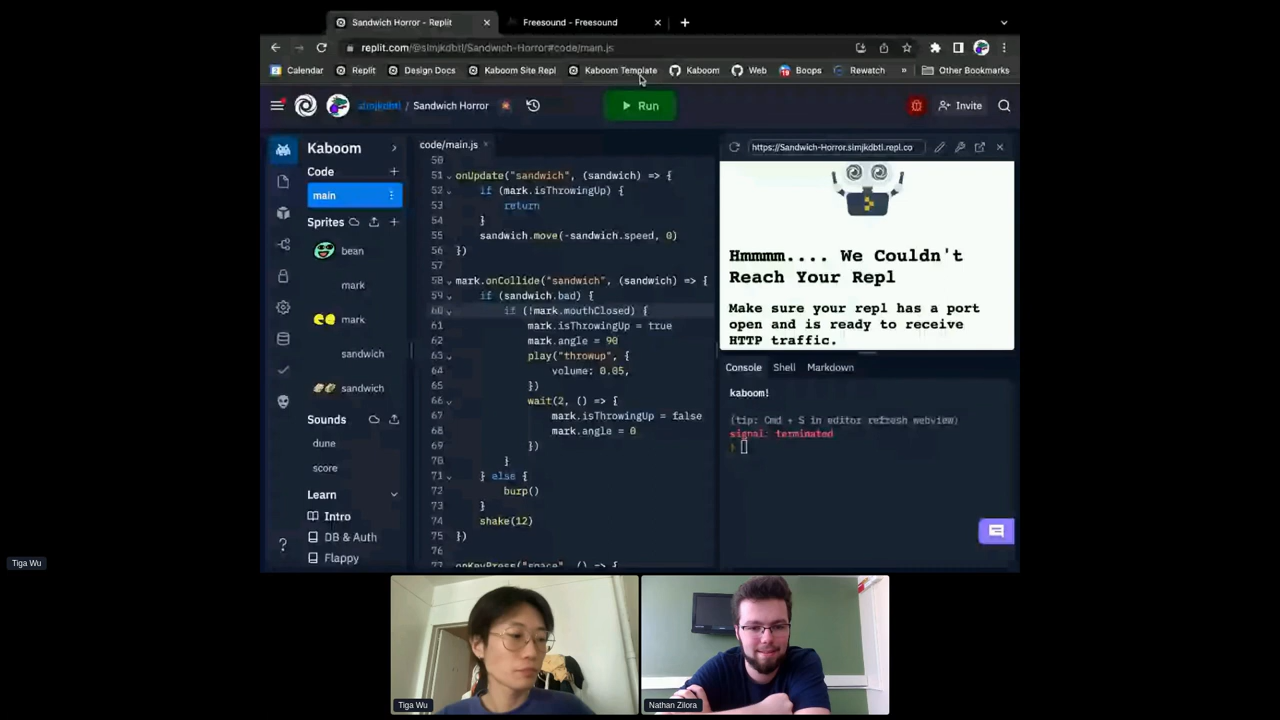 Sandwich Horror - Replit
Freesound - Freesound
replit.com/@slmjkdbtl/Sandwich-Horror#code/main.js
Calendar Replit Design Docs Kaboom Site Repl Kaboom Template Kaboom Web Boops Rewatch » Other Bookmarks
slmjkdbtl / Sandwich Horror
Run
Invite
Kaboom
Code
main
Sprites
bean
mark
mark
sandwich
sandwich
Sounds
dune
score
Learn
Intro
DB & Auth
Flappy
code/main.js
50
51 onUpdate("sandwich", (sandwich) => {
52 if (mark.isThrowingUp) {
53 return
54 }
55 sandwich.move(-sandwich.speed, 0)
56 })
57
58 mark.onCollide("sandwich", (sandwich) => {
59 if (sandwich.bad) {
60 if (!mark.mouthClosed) {
61 mark.isThrowingUp = true
62 mark.angle = 90
63 play("throwup", {
64 volume: 0.05,
65 })
66 wait(2, () => {
67 mark.isThrowingUp = false
68 mark.angle = 0
69 })
70 }
71 } else {
72 burp()
73 }
74 shake(12)
75 })
76
77 onKeyPress("space", () => {
https://Sandwich-Horror.slmjkdbtl.repl.co
Hmmmm.... We Couldn't
Reach Your Repl
Make sure your repl has a port
open and is ready to receive
HTTP traffic.
Console Shell Markdown
kaboom!
(tip: Cmd + S in editor refresh webview)
signal: terminated
Tiga Wu
Tiga Wu
Nathan Zilora